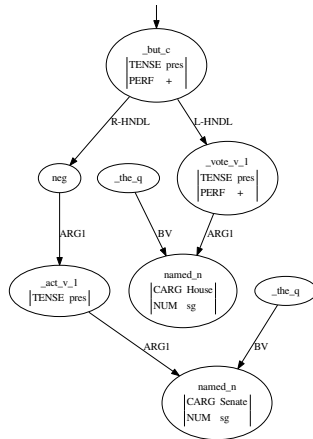 _but_c
TENSE pres
PERF +
R-HNDL
L-HNDL
neg
_the_q
_vote_v_1
TENSE pres
PERF +
ARG1
BV
ARG1
_act_v_1
TENSE pres
named_n
CARG House
NUM sg
_the_q
ARG1
BV
named_n
CARG Senate
NUM sg